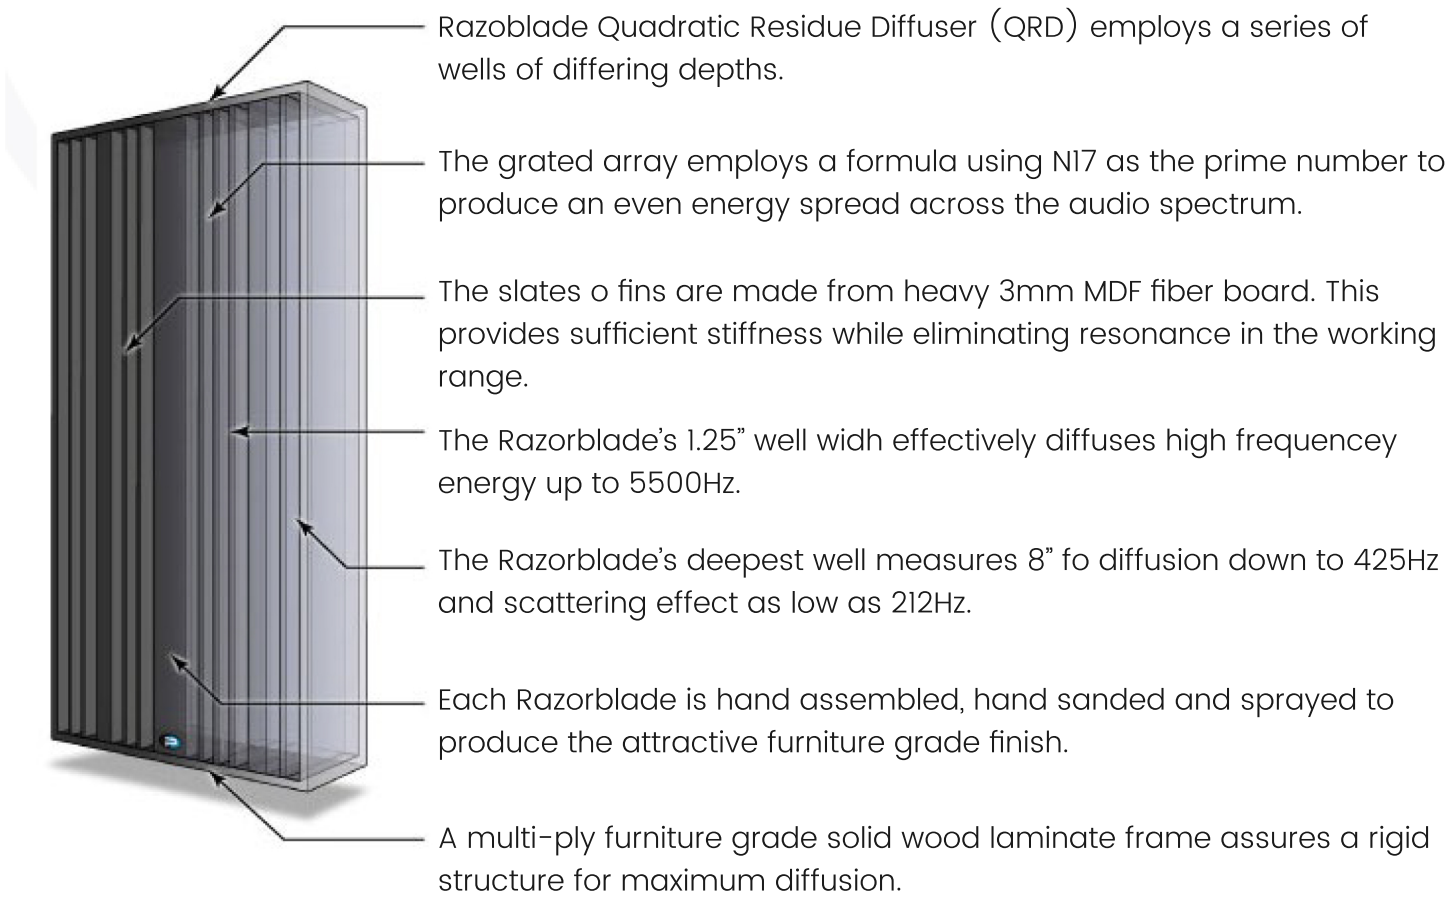 Razoblade Quadratic Residue Diffuser (QRD) employs a series of
wells of differing depths.
The grated array employs a formula using N17 as the prime number to
produce an even energy spread across the audio spectrum.
The slates o fins are made from heavy 3mm MDF fiber board. This
provides sufficient stiffness while eliminating resonance in the working
range.
The Razorblade’s 1.25” well widh effectively diffuses high frequencey
energy up to 5500Hz.
The Razorblade’s deepest well measures 8” fo diffusion down to 425Hz
and scattering effect as low as 212Hz.
Each Razorblade is hand assembled, hand sanded and sprayed to
produce the attractive furniture grade finish.
A multi-ply furniture grade solid wood laminate frame assures a rigid
structure for maximum diffusion.